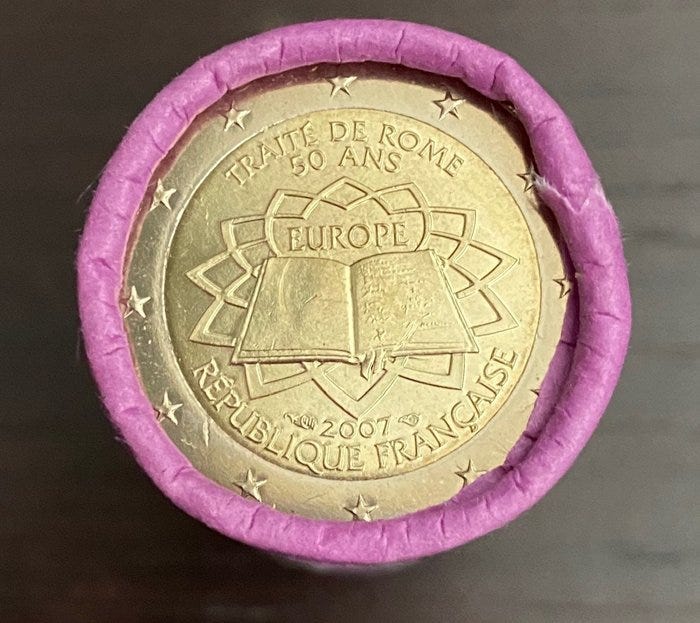 TRAITÉ DE ROME
50 ANS
EUROPE
2007
RÉPUBLIQUE FRANÇAISE